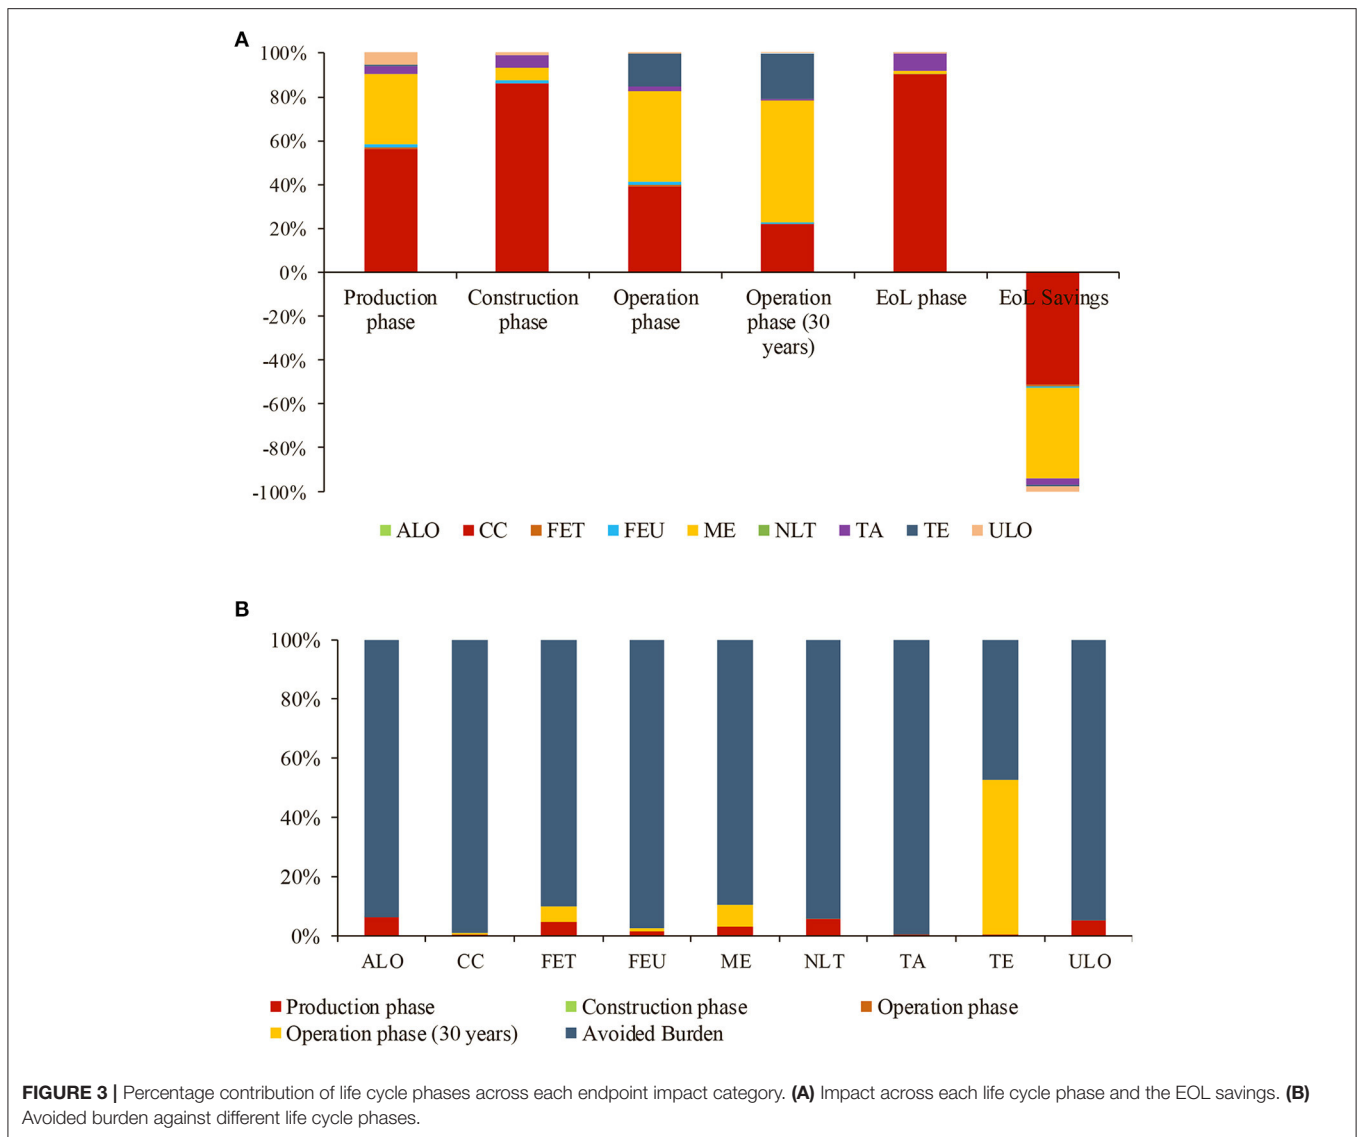 A
100%
80%
60%
40%
20%
0%
-20%
-40%
-60%
-80%
-100%
Production
phase
Construction
phase
Operation
phase
Operation
phase (30
years)
EoL phase
EoL Savings
ALO CC FET FEU ME NLT TA TE ULO
B
100%
80%
60%
40%
20%
0%
ALO CC FET FEU ME NLT TA TE ULO
Production phase Construction phase Operation phase
Operation phase (30 years) Avoided Burden
FIGURE 3 | Percentage contribution of life cycle phases across each endpoint impact category. (A) Impact across each life cycle phase and the EOL savings. (B)
Avoided burden against different life cycle phases.